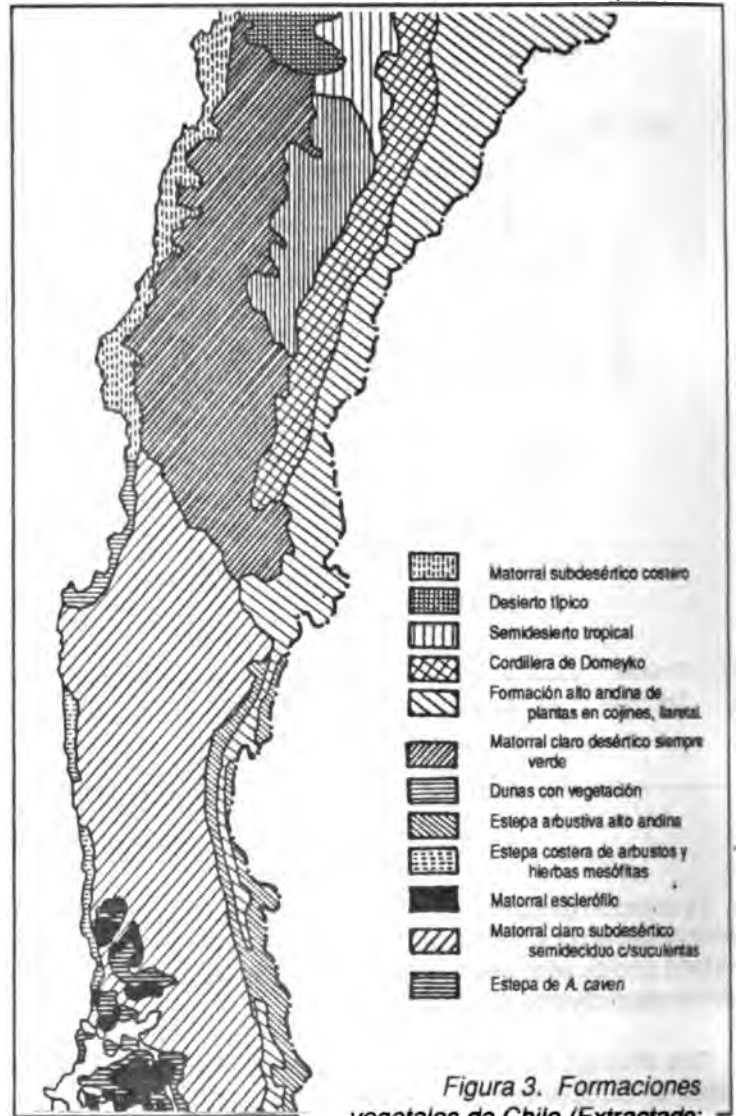 Matorral subdesértico costero
Desierto típico
Semidesierto tropical
Cordillera de Domeyko
Formación alto andina de
plantas en cojines, llaretal.
Matorral claro desértico siempre
verde
Dunas con vegetación
Estepa arbustiva alto andina
Estepa costera de arbustos y
hierbas mesófitas
Matorral esclerófilo
Matorral claro subdesértico
semideciduo c/suculentas
Estepa de A. caven
Figura 3. Formaciones
vegetales de Chile (Extractado: